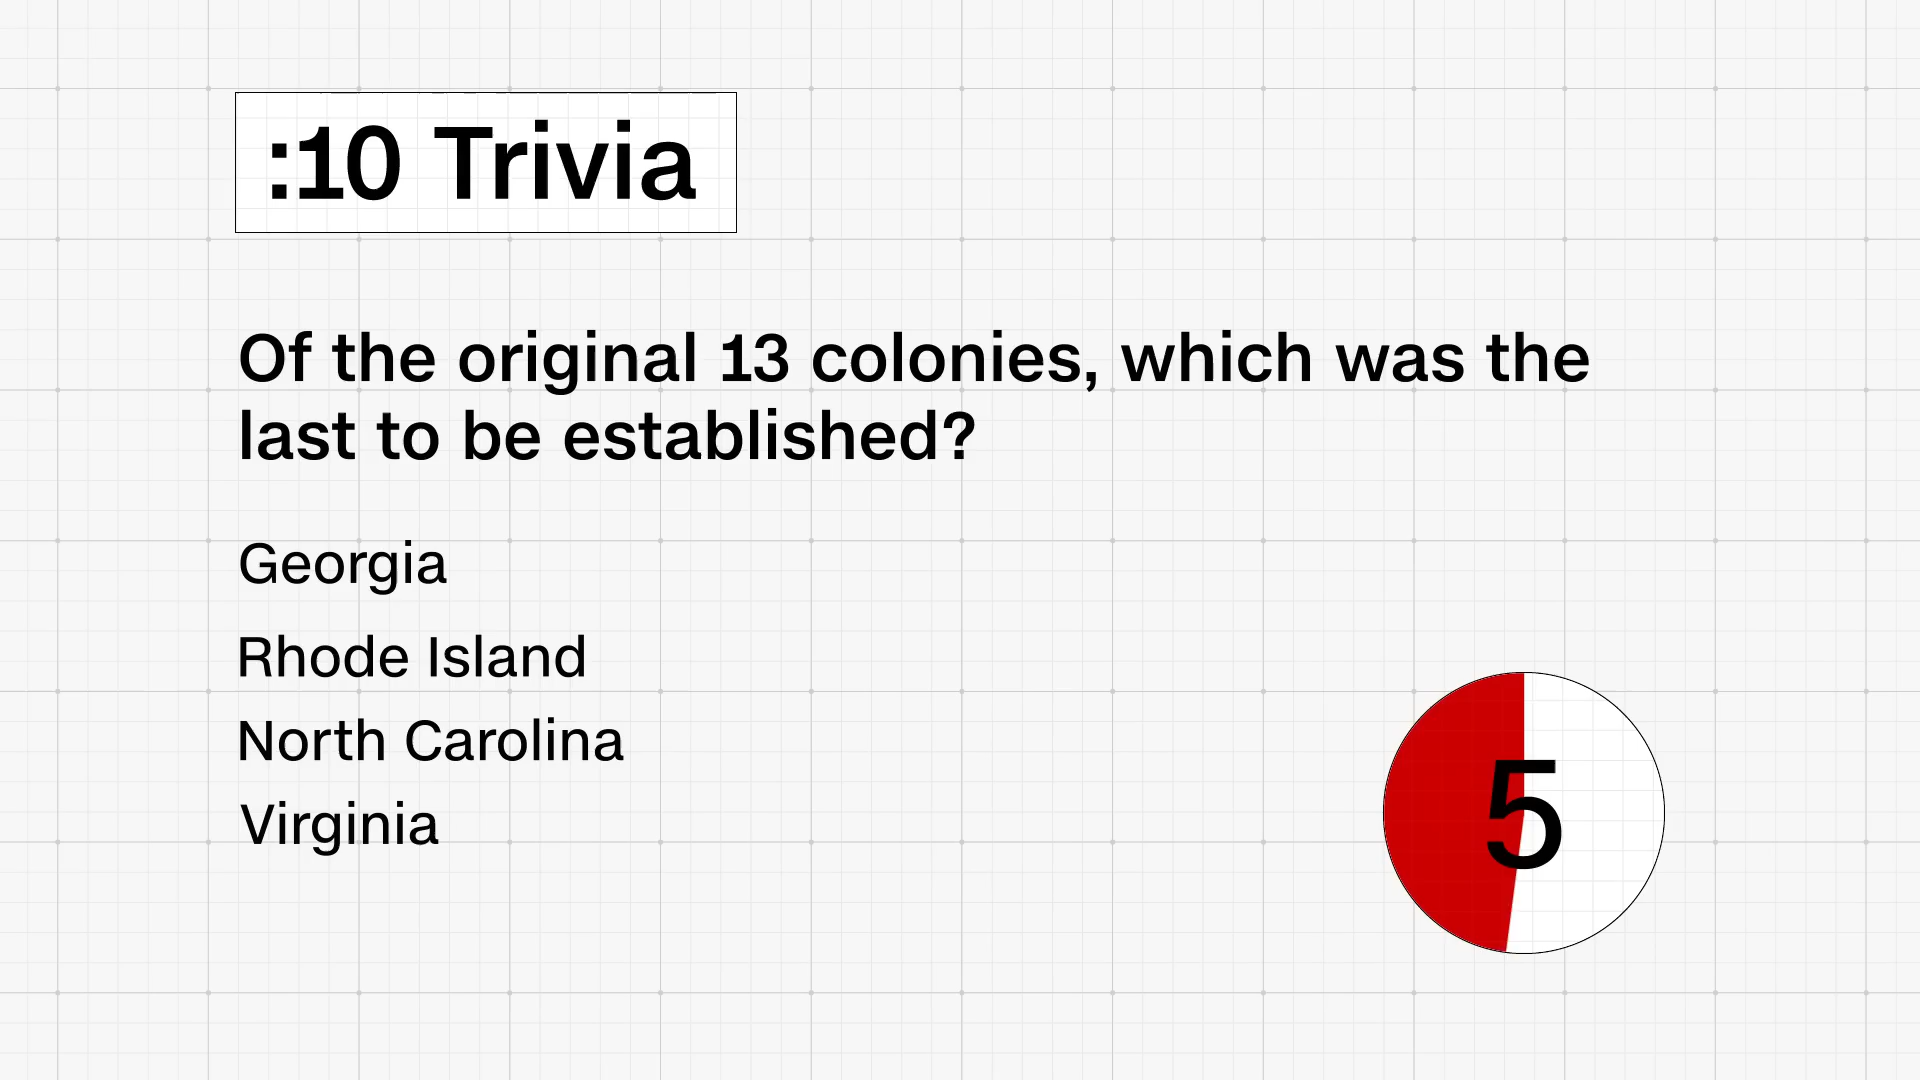 :10 Trivia
Of the original 13 colonies, which was the
last to be established?
Georgia
Rhode Island
North Carolina
Virginia
5